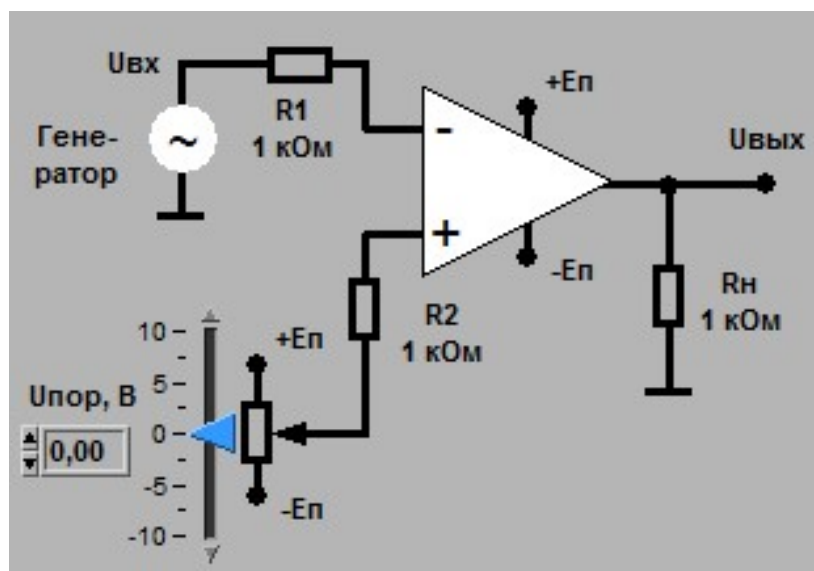 Uвх
Гене-
ратор
~
R1
1 кОм
-
+
+Еп
-Еп
Uвых
Rн
1 кОм
R2
1 кОм
+Еп
-Еп
Uпор, В
0,00
10
5
0
-5
-10